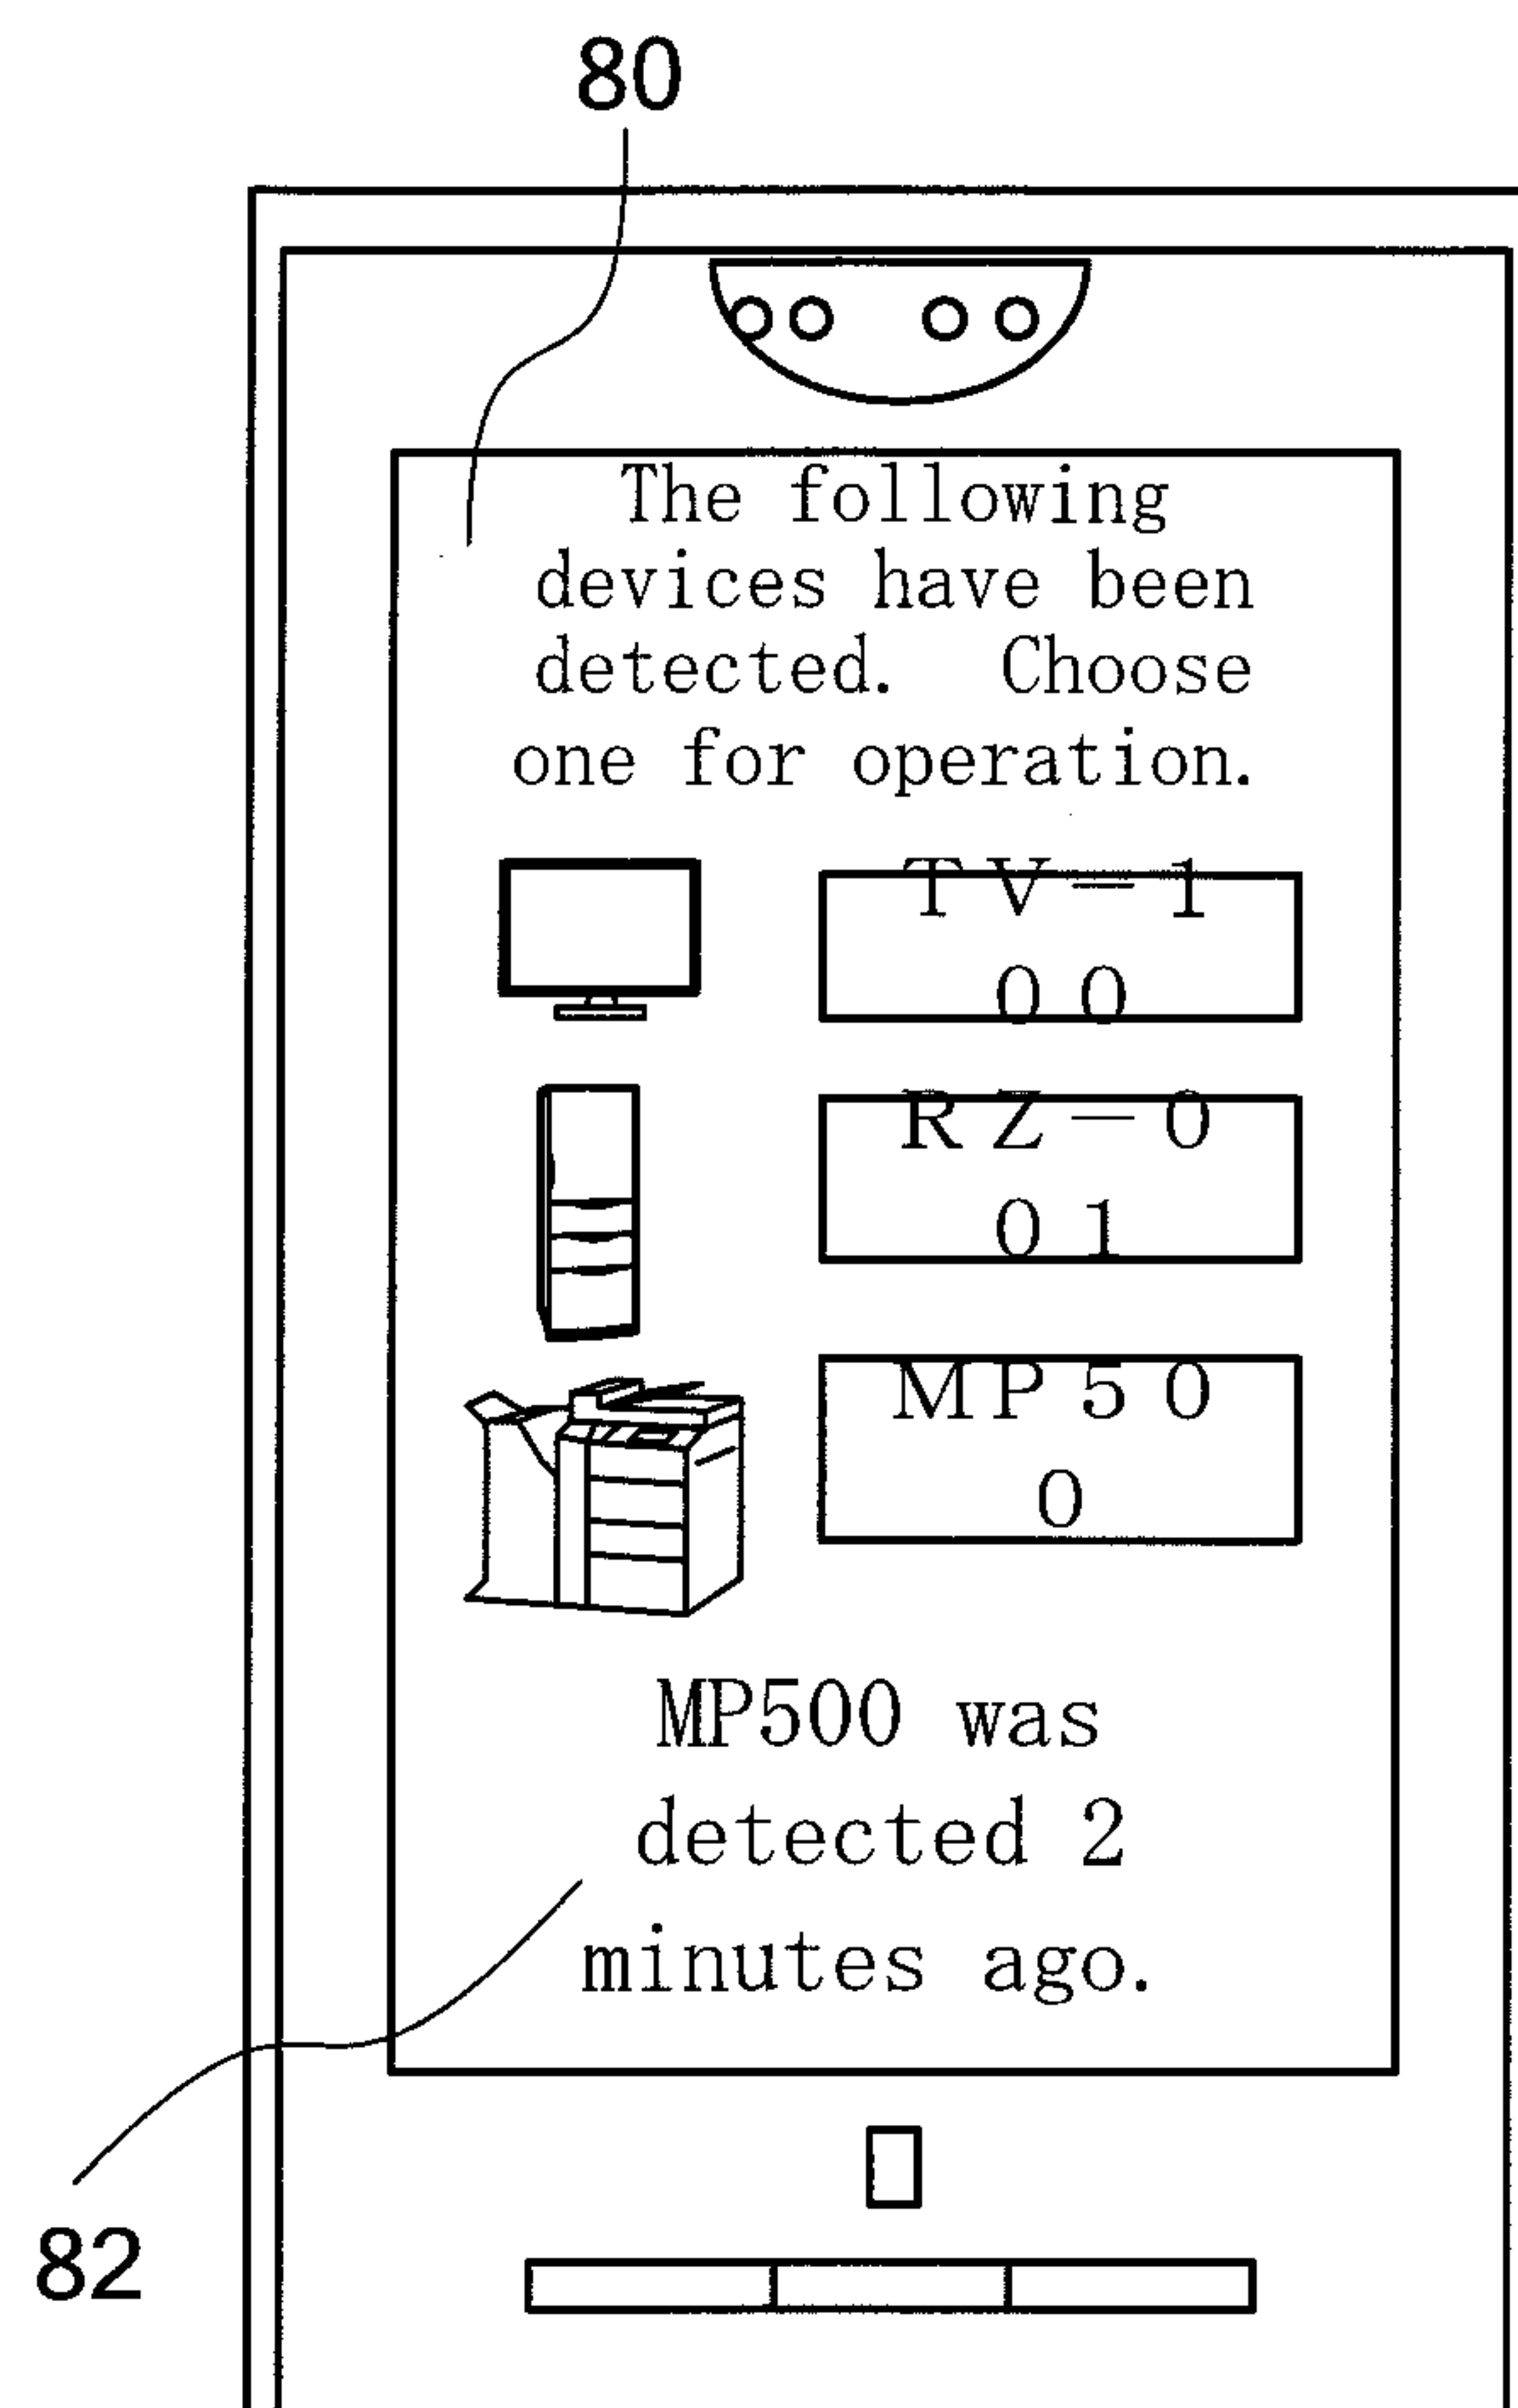 80
The following
devices have been
detected. Choose
one for operation.
TV-1
00
RZ-0
01
MP50
0
MP500 was
detected 2
minutes ago.
82